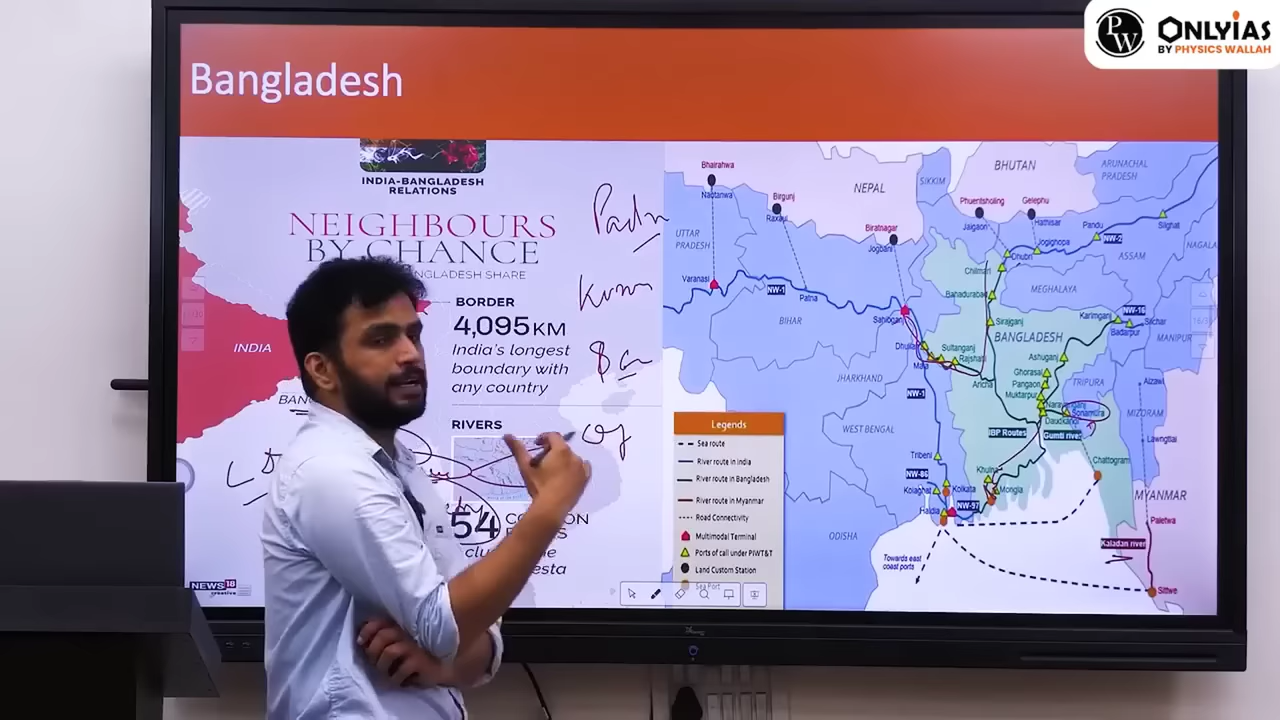 PW
ONLYIAS
BY PHYSICS WALLAH
Bangladesh
INDIA-BANGLADESH
RELATIONS
NEIGHBOURS
BY CHANCE
BANGLADESH SHARE
BORDER
4,095 KM
India's longest
boundary with
any country
RIVERS
54
INDIA
NEWS18
creative
Bhairahwa
Nautanwa
Birgunj
Raxaul
NEPAL
Biratnagar
Jogbani
SIKKIM
BHUTAN
Phuentsholing
Jaigaon
Gelephu
Hathisar
ARUNACHAL
PRADESH
UTTAR
PRADESH
Varanasi
NW-1
Patna
BIHAR
Sahibganj
Jogighopa
Pandu
NW-2
Silghat
Dhubri
ASSAM
Chilmari
Bahadurabad
MEGHALAYA
Sirajganj
BANGLADESH
Karimganj
NW-16
Silchar
Badarpur
MANIPUR
Sultanganj
Rajshahi
Aricha
Ashuganj
Ghorasal
Pangaon
Muktarpur
TRIPURA
Sonamura
Daudkandi
Aizawl
MIZORAM
JHARKHAND
NW-1
WEST BENGAL
IBP Routes
Gumti river
Lawngtlai
Tribeni
NW-86
Kolaghat
Kolkata
Haldia
NW-97
Khulna
Mongla
Chattogram
MYANMAR
Paletwa
Kaladan river
Sittwe
ODISHA
Towards east
coast ports
Legends
Sea route
River route in India
River route in Bangladesh
River route in Myanmar
Road Connectivity
Multimodal Terminal
Ports of call under PIWT&T
Land Custom Station
Sea Port